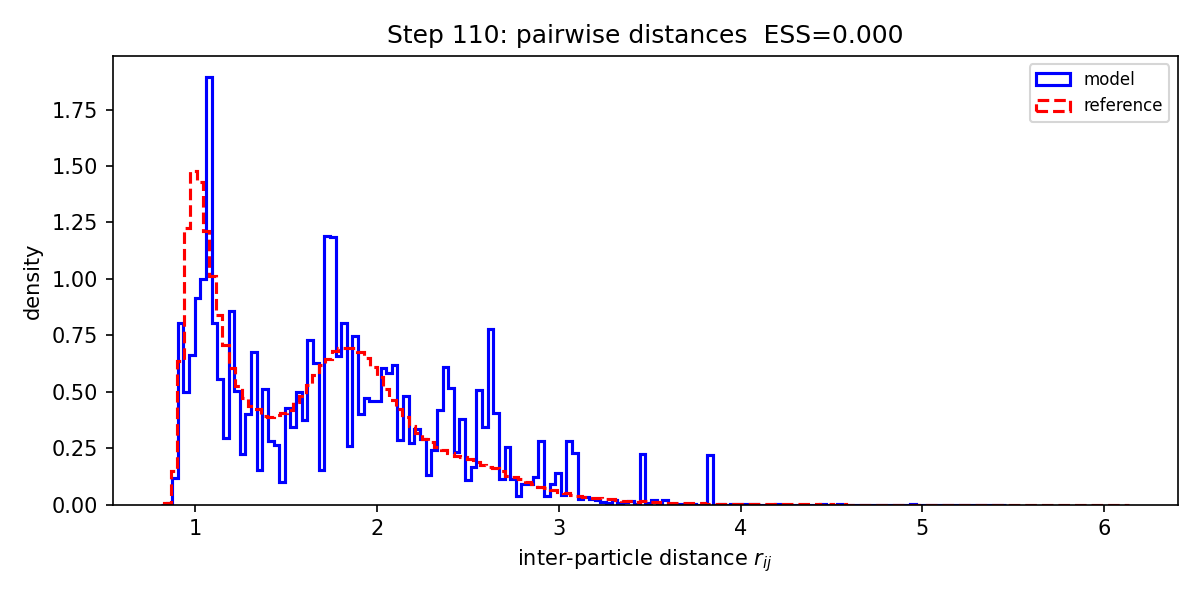 Step 110: pairwise distances  ESS=0.000
model
reference
density
1.75
1.50
1.25
1.00
0.75
0.50
0.25
0.00
1 2 3 4 5 6
inter-particle distance r_ij